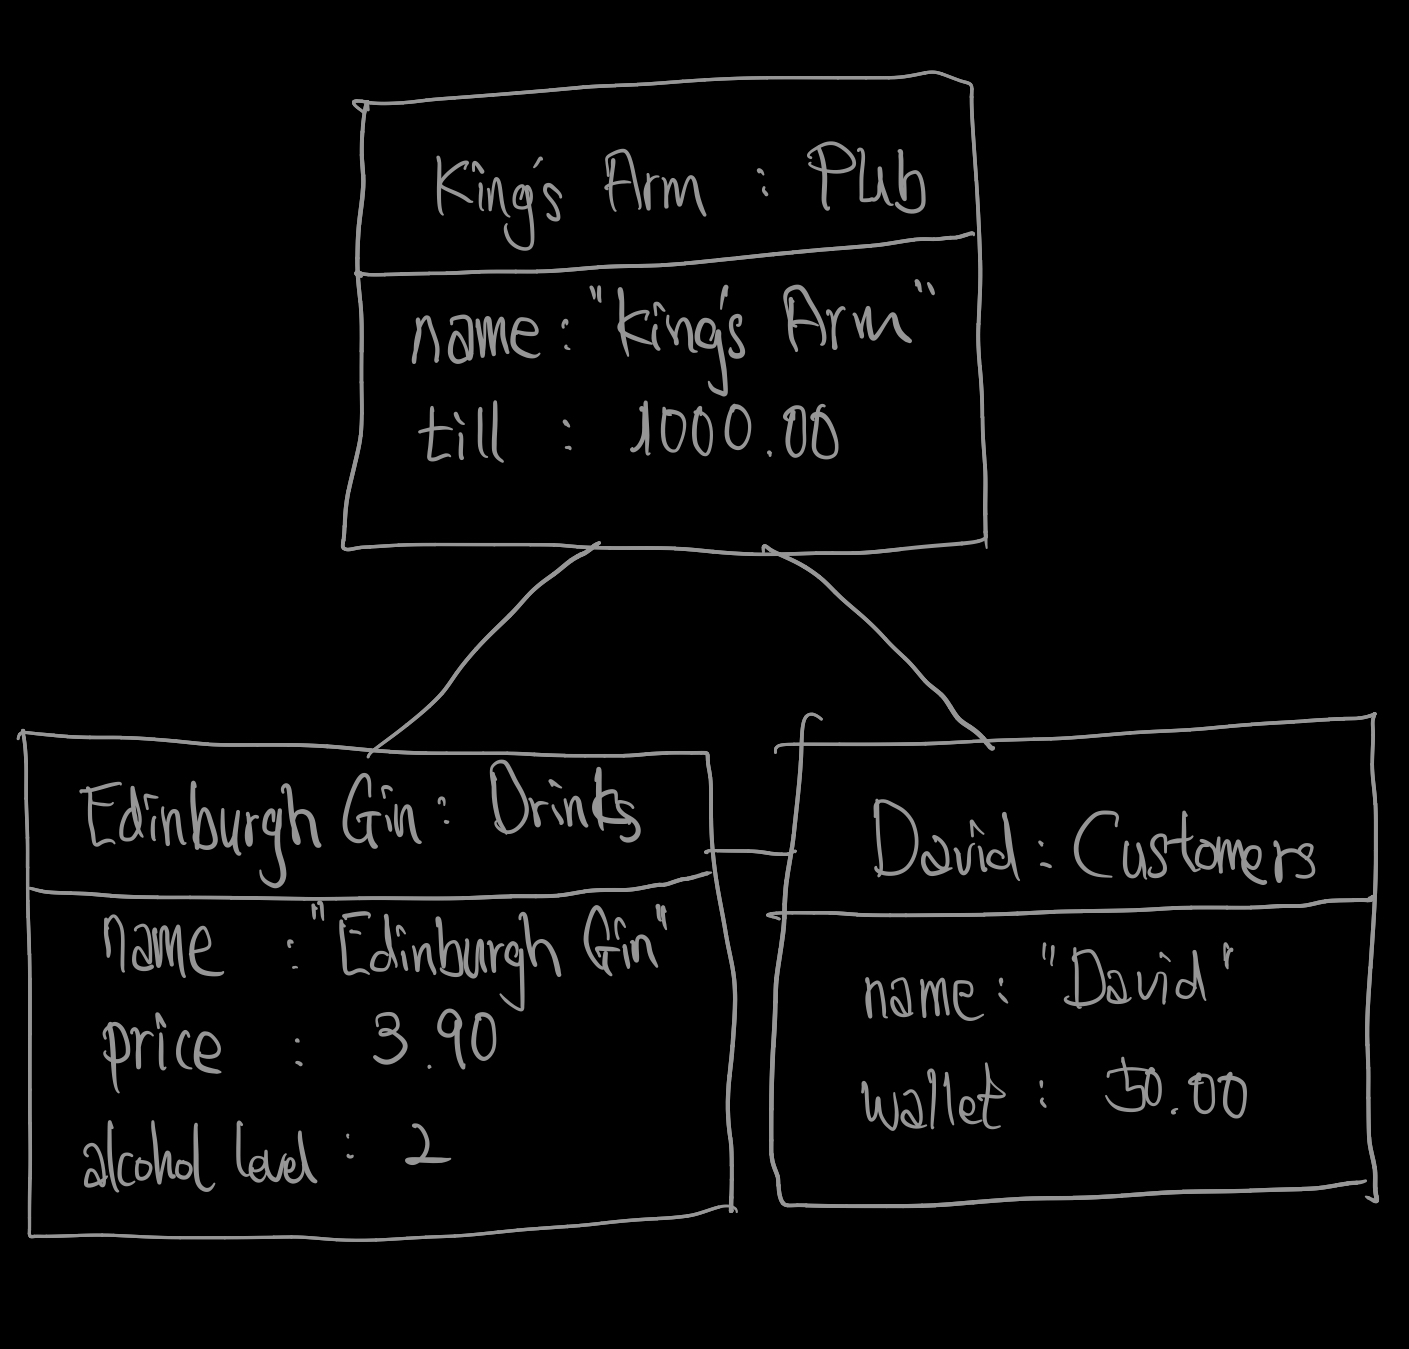 King's Arm : Pub
name : "King's Arm"
till : 1000.00
Edinburgh Gin : Drinks
name : "Edinburgh Gin"
price : 3.90
alcohol level : 2
David : Customers
name : "David"
wallet : 50.00